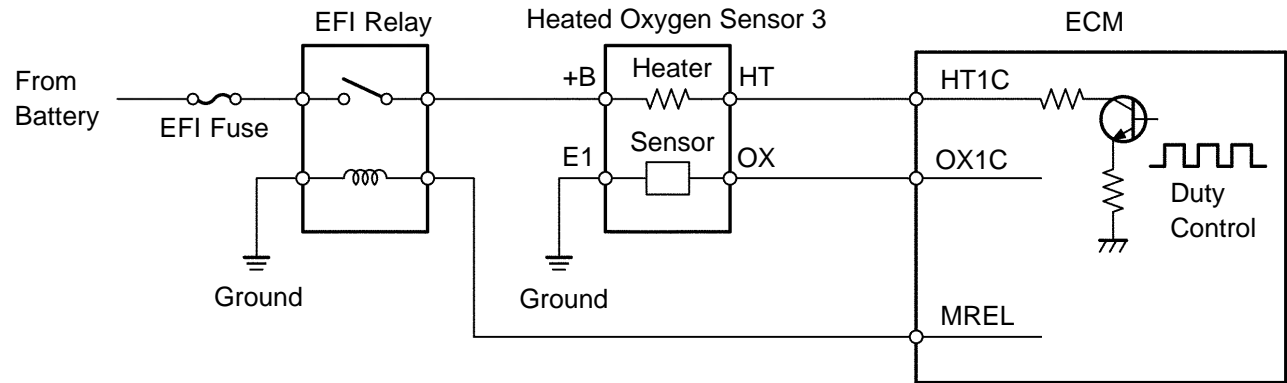 EFI Relay
Heated Oxygen Sensor 3
ECM
From
Battery
EFI Fuse
+B
Heater
HT
HT1C
E1
Sensor
OX
OX1C
Duty
Control
Ground
Ground
MREL